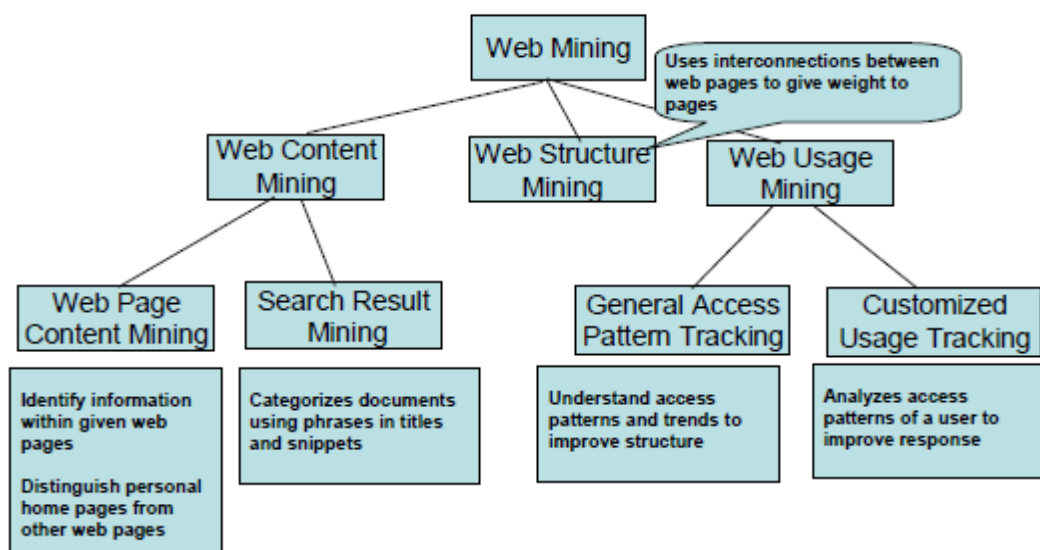 Web Mining
Uses interconnections between
web pages to give weight to
pages
Web Content
Mining
Web Structure
Mining
Web Usage
Mining
Web Page
Content Mining
Search Result
Mining
General Access
Pattern Tracking
Customized
Usage Tracking
Identify information
within given web
pages
Distinguish personal
home pages from
other web pages
Categorizes documents
using phrases in titles
and snippets
Understand access
patterns and trends to
improve structure
Analyzes access
patterns of a user to
improve response